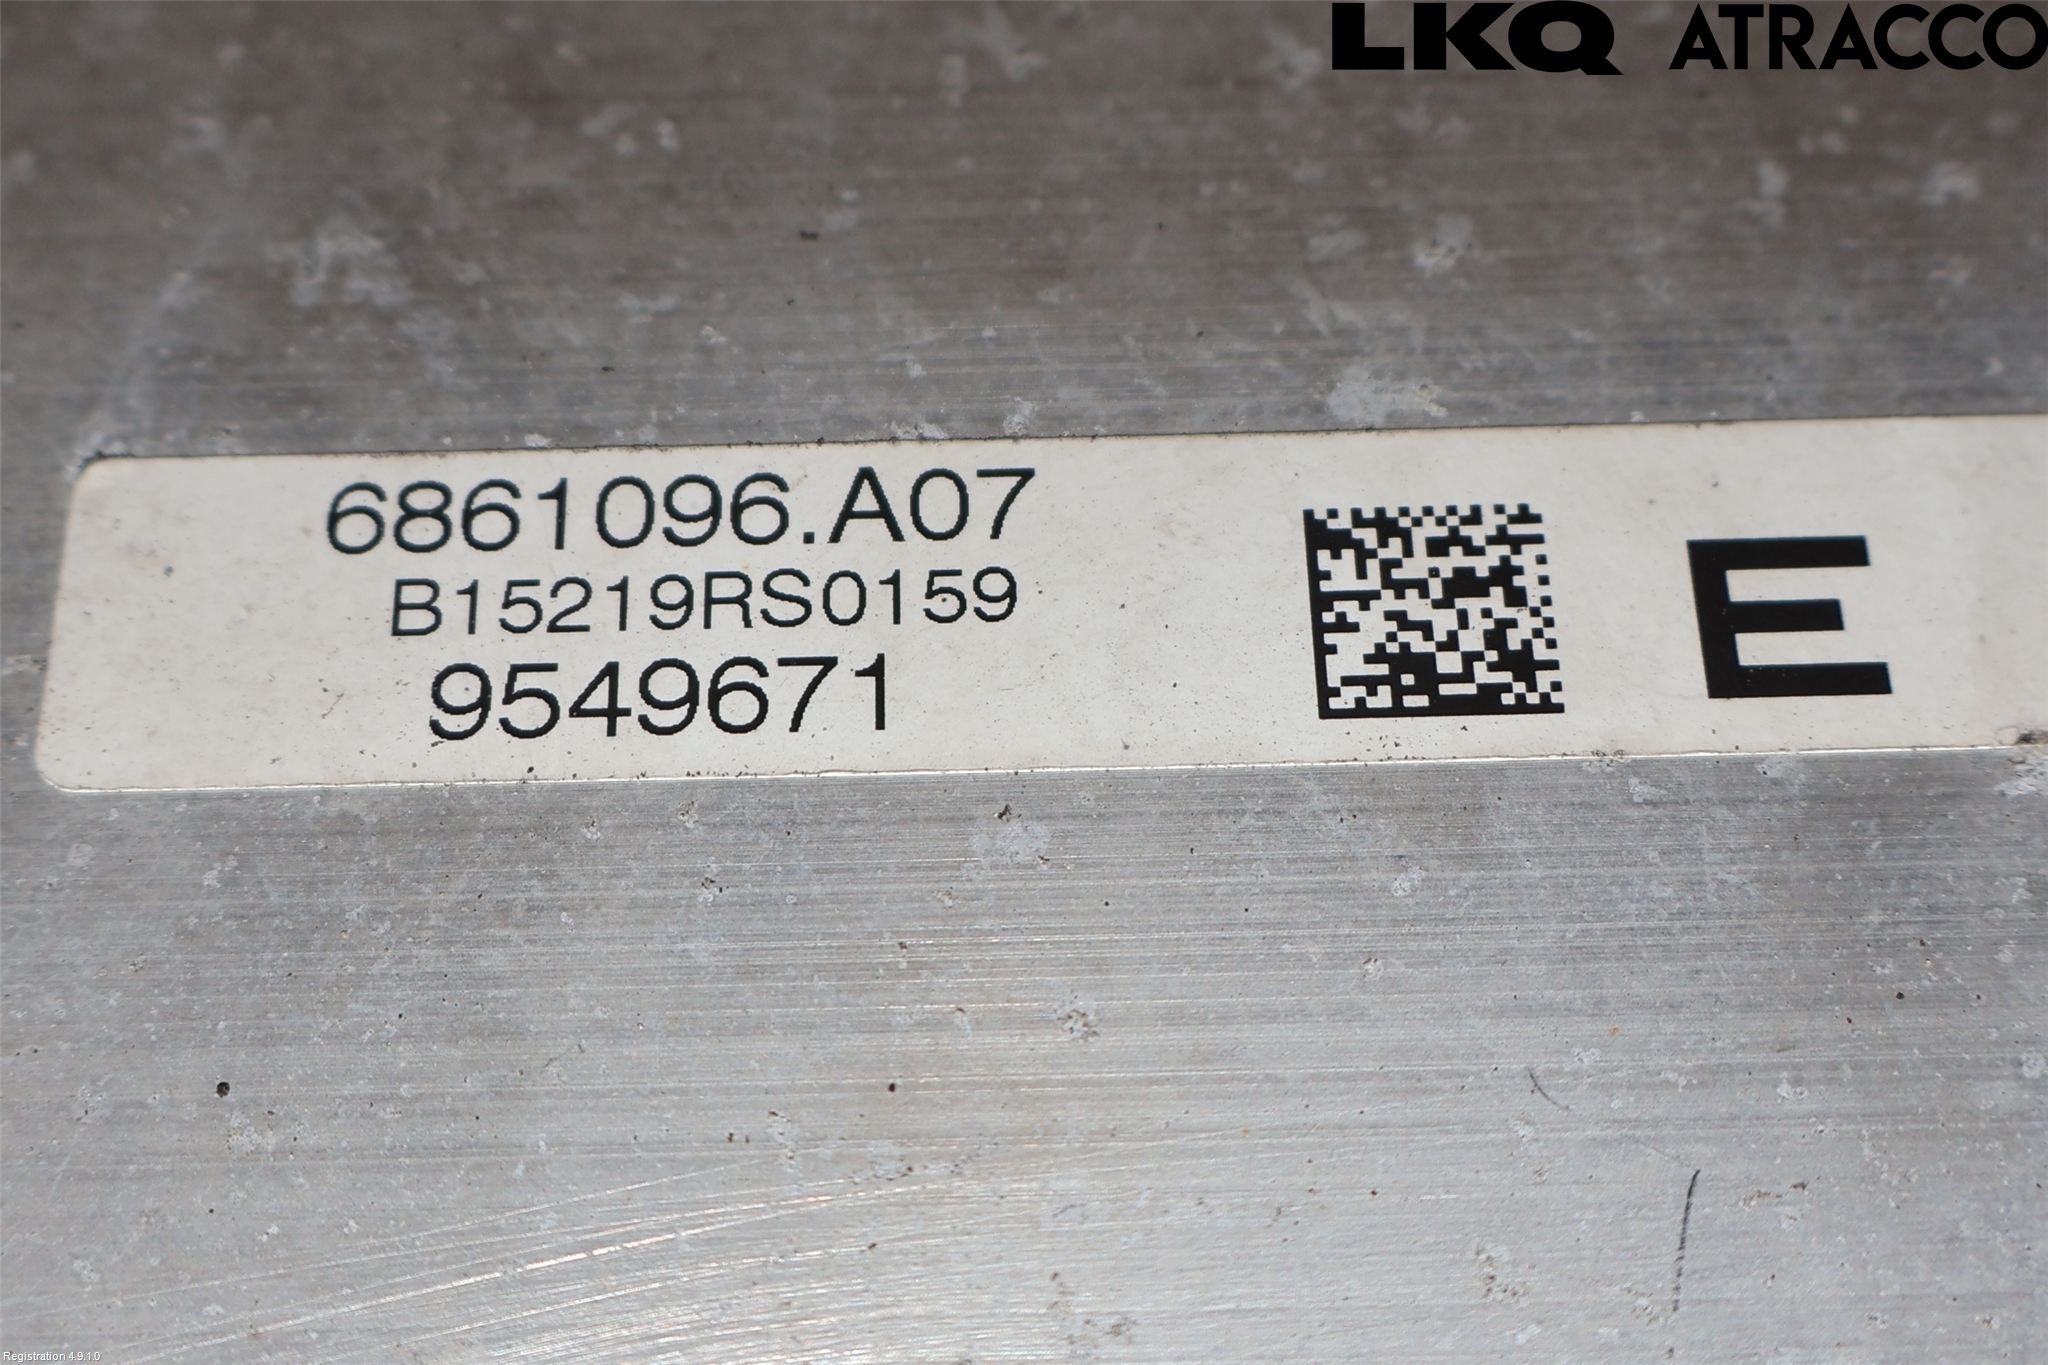 LKQ ATRACCO
6861096.A07
B15219RS0159
9549671
E
Registration 4.9.1.0